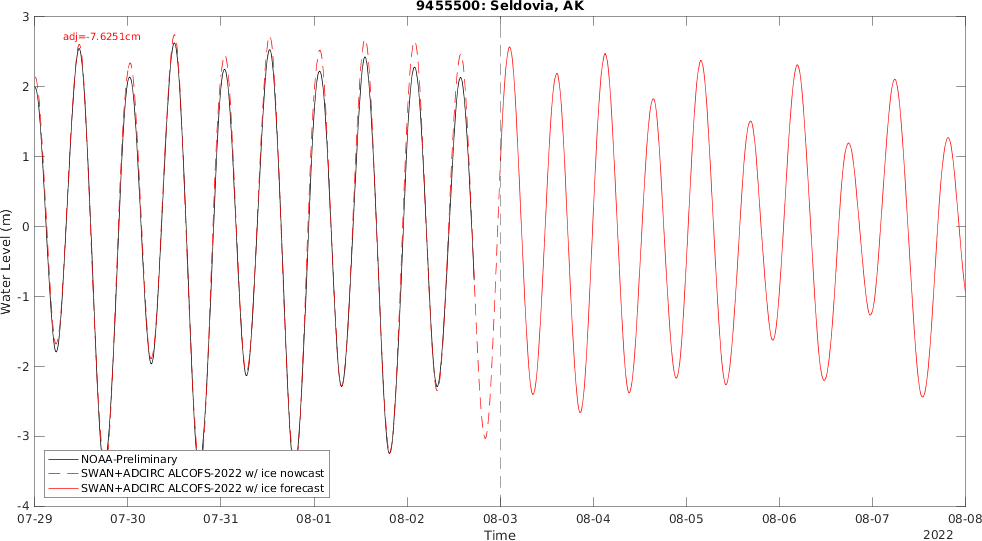 9455500: Seldovia, AK
adj=-7.6251cm
3
2
1
0
-1
-2
-3
-4
Water Level (m)
NOAA-Preliminary
SWAN+ADCIRC ALCOFS-2022 w/ ice nowcast
SWAN+ADCIRC ALCOFS-2022 w/ ice forecast
07-29 07-30 07-31 08-01 08-02 08-03 08-04 08-05 08-06 08-07 08-08
Time
2022